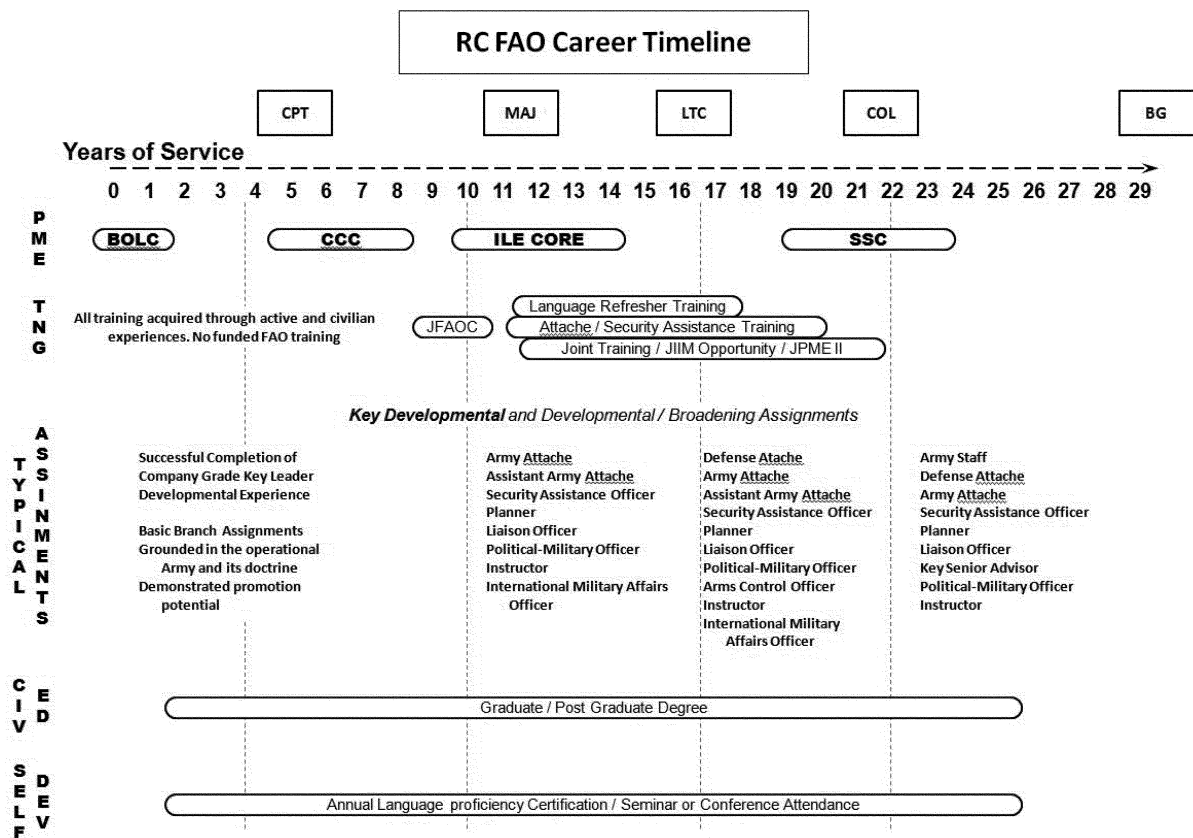 RC FAO Career Timeline
CPT
MAJ
LTC
COL
BG
Years of Service
0 1 2 3 4 5 6 7 8 9 10 11 12 13 14 15 16 17 18 19 20 21 22 23 24 25 26 27 28 29
PME
BOLC
CCC
ILE CORE
SSC
TNG
All training acquired through active and civilian
experiences. No funded FAO training
JFAOC
Language Refresher Training
Attache / Security Assistance Training
Joint Training / JIIM Opportunity / JPME II
TYPICAL
ASSINMENTS
Key Developmental and Developmental / Broadening Assignments
Successful Completion of
Company Grade Key Leader
Developmental Experience
Basic Branch Assignments
Grounded in the operational
Army and its doctrine
Demonstrated promotion
potential
Army Attache
Assistant Army Attache
Security Assistance Officer
Planner
Liaison Officer
Political-Military Officer
Instructor
International Military Affairs
Officer
Defense Atache
Army Attache
Assistant Army Attache
Security Assistance Officer
Planner
Liaison Officer
Political-Military Officer
Arms Control Officer
Instructor
International Military
Affairs Officer
Army Staff
Defense Attache
Army Attache
Security Assistance Officer
Planner
Liaison Officer
Key Senior Advisor
Political-Military Officer
Instructor
CIV
ED
Graduate / Post Graduate Degree
SELF
DEV
Annual Language proficiency Certification / Seminar or Conference Attendance